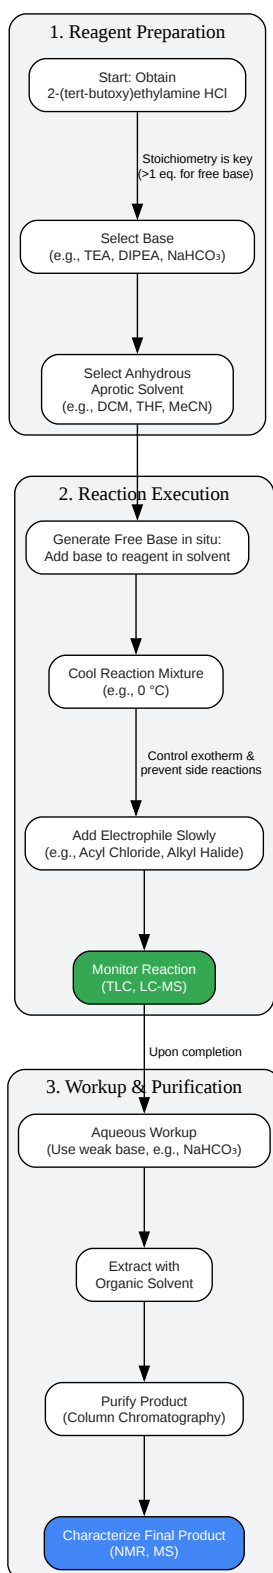 1. Reagent Preparation
Start: Obtain
2-(tert-butoxy)ethylamine HCl
Stoichiometry is key
(>1 eq. for free base)
Select Base
(e.g., TEA, DIPEA, NaHCO₃)
Select Anhydrous
Aprotic Solvent
(e.g., DCM, THF, MeCN)
2. Reaction Execution
Generate Free Base in situ:
Add base to reagent in solvent
Cool Reaction Mixture
(e.g., 0 °C)
Control exotherm &
prevent side reactions
Add Electrophile Slowly
(e.g., Acyl Chloride, Alkyl Halide)
Monitor Reaction
(TLC, LC-MS)
Upon completion
3. Workup & Purification
Aqueous Workup
(Use weak base, e.g., NaHCO₃)
Extract with
Organic Solvent
Purify Product
(Column Chromatography)
Characterize Final Product
(NMR, MS)